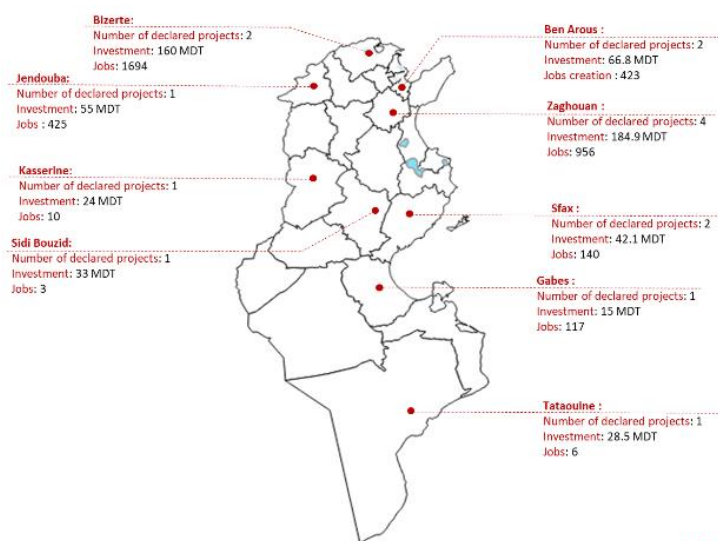 Bizerte:
Number of declared projects: 2
Investment: 160 MDT
Jobs: 1694
Jendouba:
Number of declared projects: 1
Investment: 55 MDT
Jobs : 425
Kasserine:
Number of declared projects: 1
Investment: 24 MDT
Jobs: 10
Sidi Bouzid:
Number of declared projects: 1
Investment: 33 MDT
Jobs: 3
Ben Arous :
Number of declared projects: 2
Investment: 66.8 MDT
Jobs creation : 423
Zaghouan :
Number of declared projects: 4
Investment: 184.9 MDT
Jobs: 956
Sfax :
Number of declared projects: 2
Investment: 42.1 MDT
Jobs: 140
Gabes :
Number of declared projects: 1
Investment: 15 MDT
Jobs: 117
Tataouine :
Number of declared projects: 1
Investment: 28.5 MDT
Jobs: 6